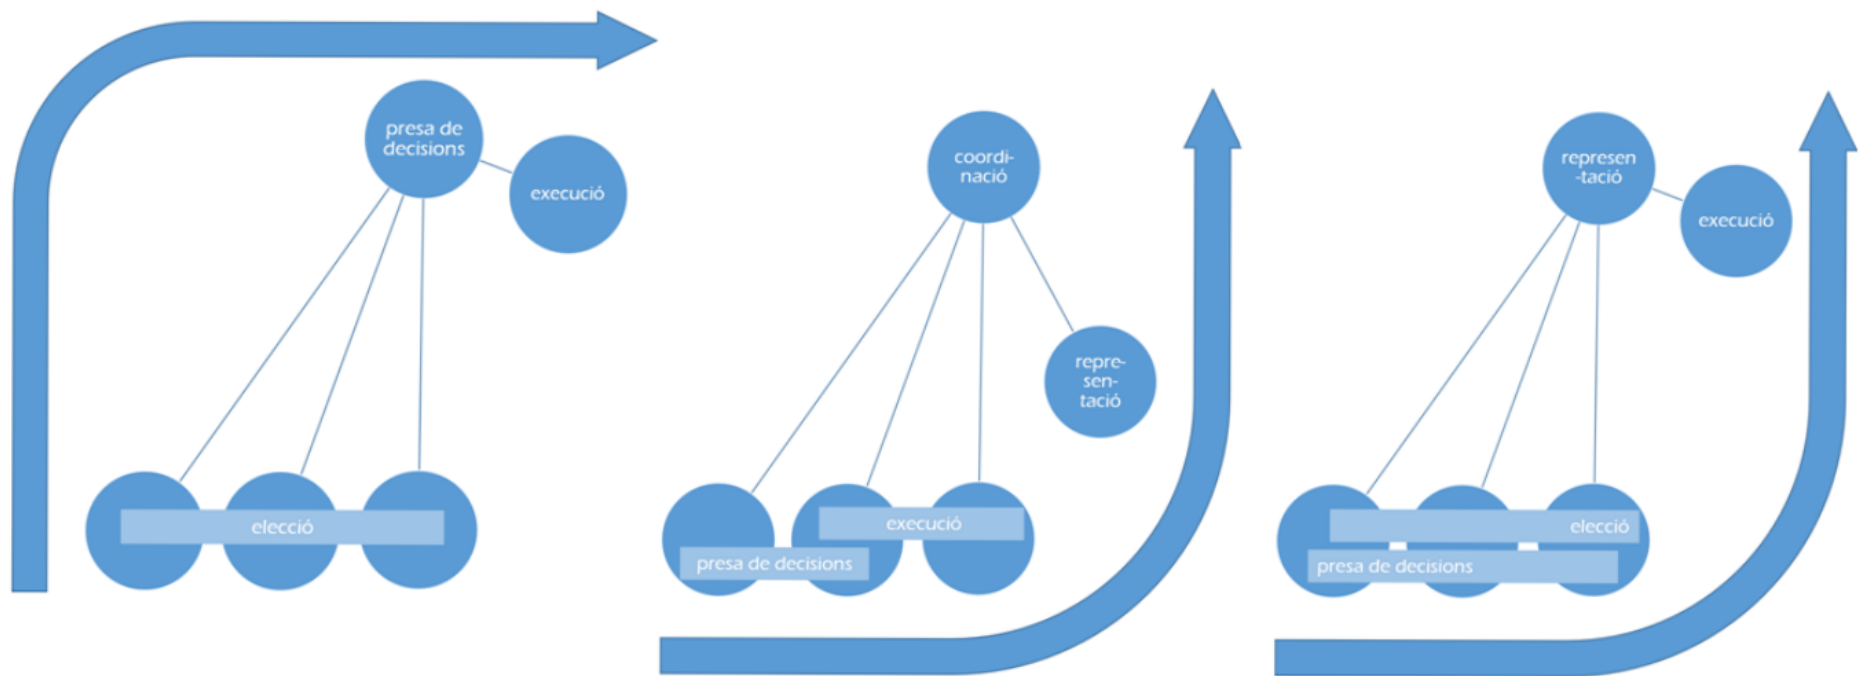 presa de
decisions
execució
elecció
coordi-
nació
repre-
sen-
tació
execució
presa de decisions
represen
-tació
execució
elecció
presa de decisions